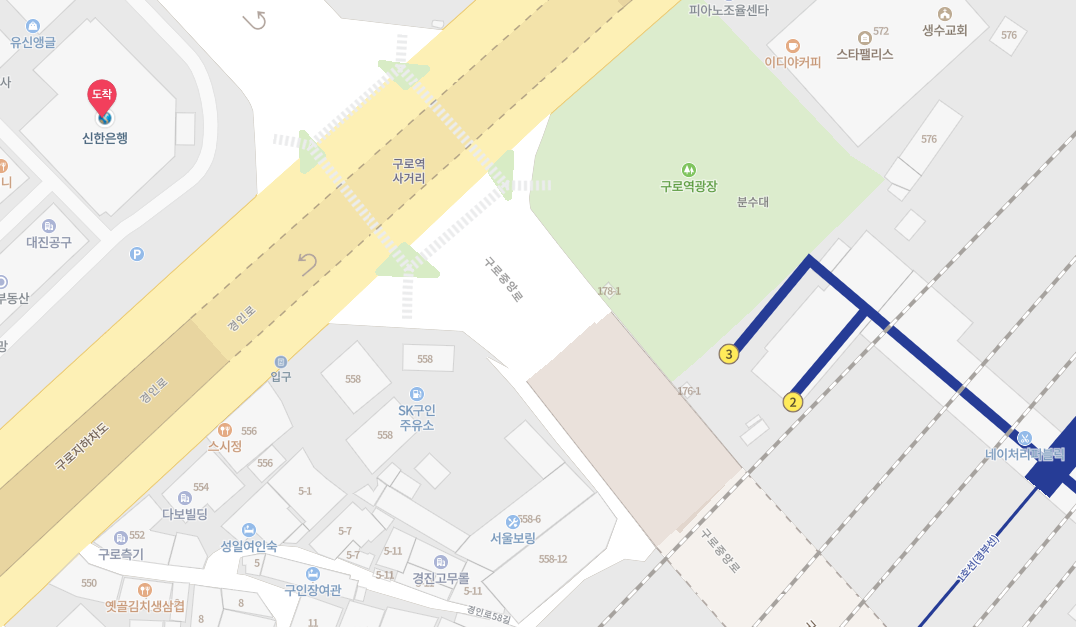 피아노조율센타
572
생수교회
576
유신앵글
이디야커피
스타팰리스
사
도착
신한은행
576
구로역
사거리
니
구로역광장
분수대
대진공구
P
부동산
178-1
구로중앙로
경인로
망
3
558
입구
558
176-1
경인로
SK구인
주유소
2
556
스시정
558
구로지하차도
556
네이처리퍼블릭
554
5-1
다보빌딩
558-6
5-7
서울보링
552
구로측기
성일여인숙
5-7
5-11
구로중앙로
5
558-12
경진고무롤
1호선(경부선)
5-11
550
구인장여관
5-11
옛골김치생삼겹
8
경인로58길
8
11